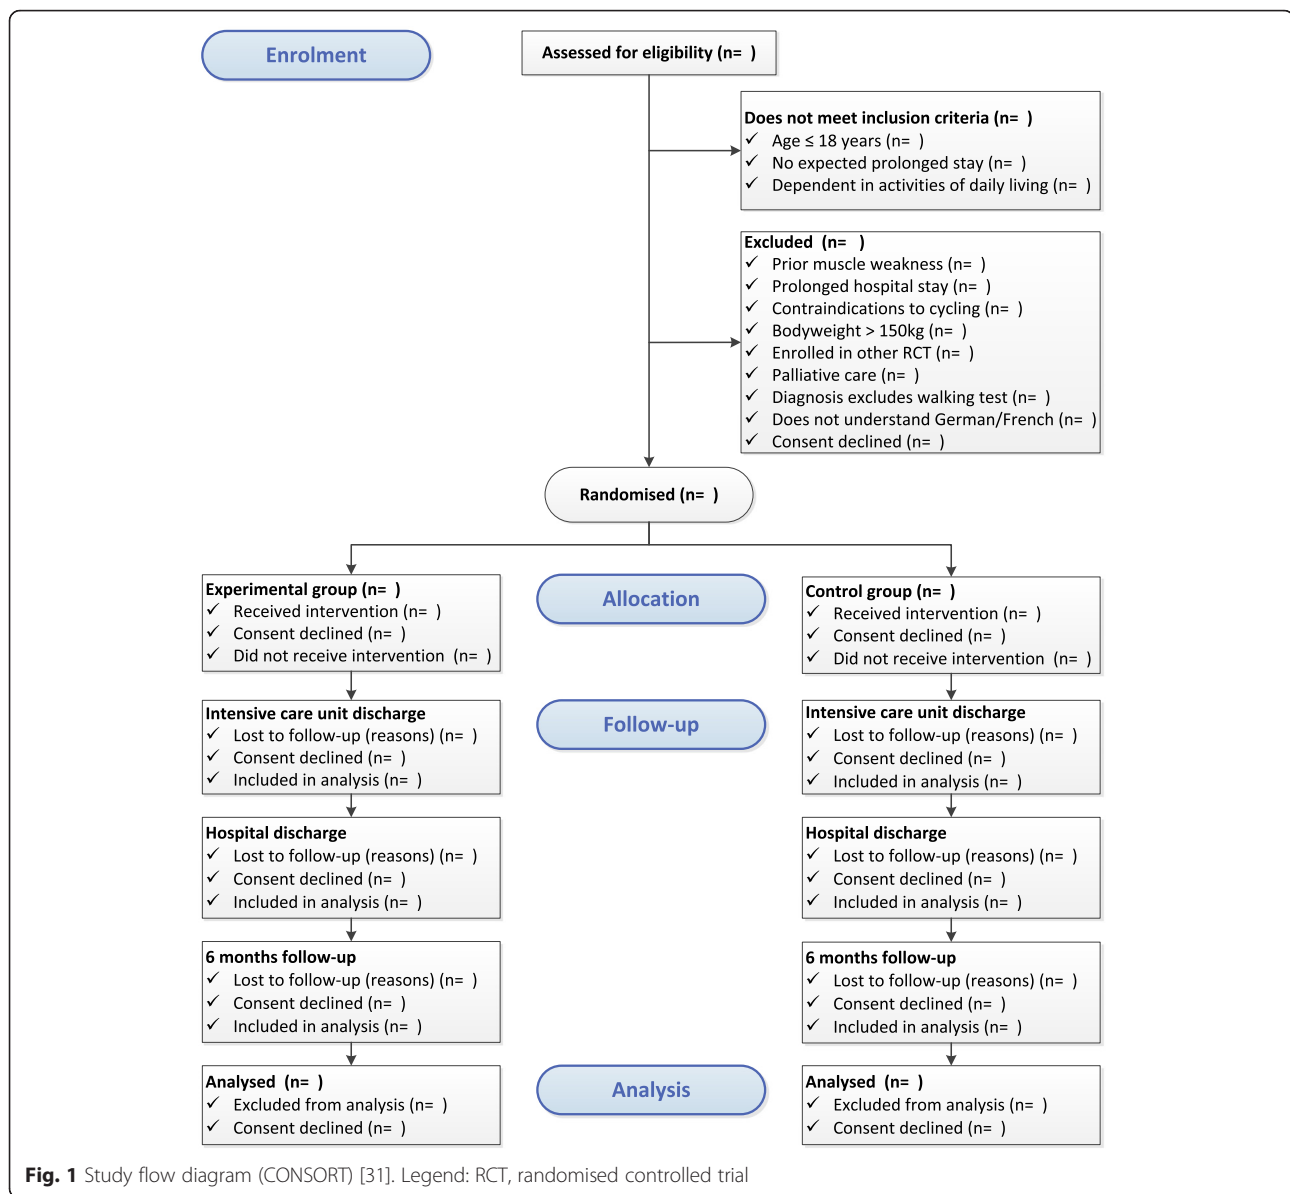 Enrolment
Assessed for eligibility (n=  )
Does not meet inclusion criteria (n=  )
✓ Age ≤ 18 years (n=  )
✓ No expected prolonged stay (n=  )
✓ Dependent in activities of daily living (n=  )
Excluded (n=  )
✓ Prior muscle weakness (n=  )
✓ Prolonged hospital stay (n=  )
✓ Contraindications to cycling (n=  )
✓ Bodyweight > 150kg (n=  )
✓ Enrolled in other RCT (n=  )
✓ Palliative care (n=  )
✓ Diagnosis excludes walking test (n=  )
✓ Does not understand German/French (n=  )
✓ Consent declined (n=  )
Randomised (n=  )
Allocation
Experimental group (n=  )
✓ Received intervention (n=  )
✓ Consent declined (n=  )
✓ Did not receive intervention (n=  )
Control group (n=  )
✓ Received intervention (n=  )
✓ Consent declined (n=  )
✓ Did not receive intervention (n=  )
Follow-up
Intensive care unit discharge
✓ Lost to follow-up (reasons) (n=  )
✓ Consent declined (n=  )
✓ Included in analysis (n=  )
Intensive care unit discharge
✓ Lost to follow-up (reasons) (n=  )
✓ Consent declined (n=  )
✓ Included in analysis (n=  )
Hospital discharge
✓ Lost to follow-up (reasons) (n=  )
✓ Consent declined (n=  )
✓ Included in analysis (n=  )
Hospital discharge
✓ Lost to follow-up (reasons) (n=  )
✓ Consent declined (n=  )
✓ Included in analysis (n=  )
6 months follow-up
✓ Lost to follow-up (reasons) (n=  )
✓ Consent declined (n=  )
✓ Included in analysis (n=  )
6 months follow-up
✓ Lost to follow-up (reasons) (n=  )
✓ Consent declined (n=  )
✓ Included in analysis (n=  )
Analysis
Analysed (n=  )
✓ Excluded from analysis (n=  )
✓ Consent declined (n=  )
Analysed (n=  )
✓ Excluded from analysis (n=  )
✓ Consent declined (n=  )
Fig. 1 Study flow diagram (CONSORT) [31]. Legend: RCT, randomised controlled trial